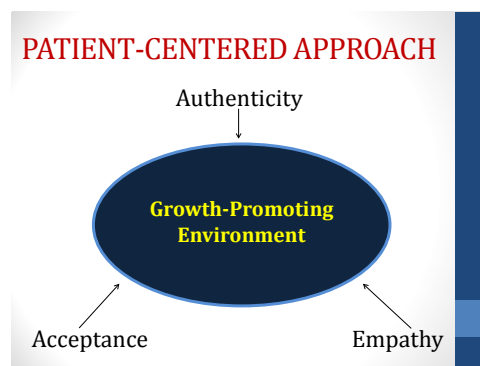 PATIENT-CENTERED APPROACH
Authenticity
Growth-Promoting
Environment
Acceptance
Empathy